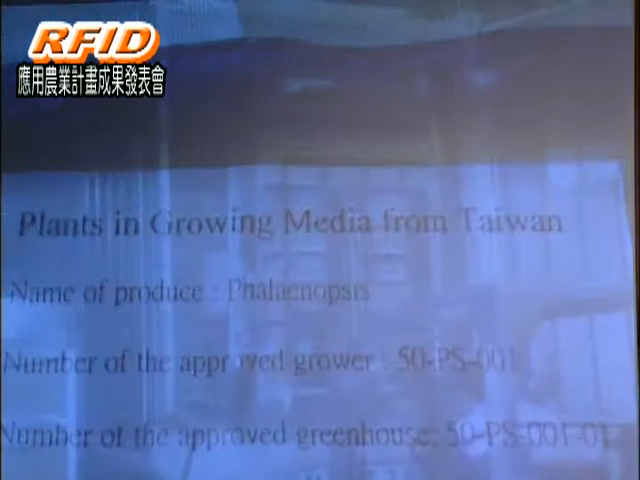 RFID
應用農業計畫成果發表會
Plants in Growing Media from Taiwan
Name of produce : Phalaenopsis
Number of the approved grower : 50-PS-001
Number of the approved greenhouse: 50-PS-001-01